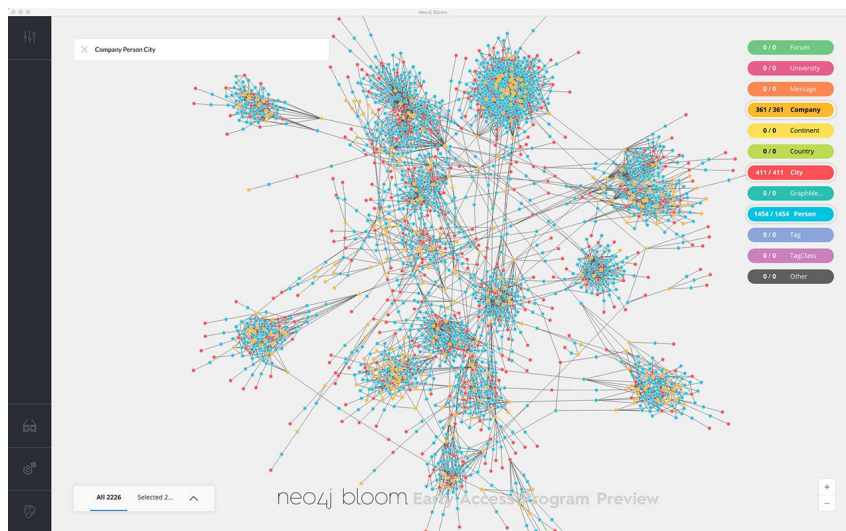 Neo4j Bloom
Company Person City
0 / 0 Forum
0 / 0 University
0 / 0 Message
361 / 361 Company
0 / 0 Continent
0 / 0 Country
411 / 411 City
0 / 0 GraphMe...
1454 / 1454 Person
0 / 0 Tag
0 / 0 TagClass
0 / 0 Other
All 2226 Selected 2...
neo4j bloom Early Access Program Preview